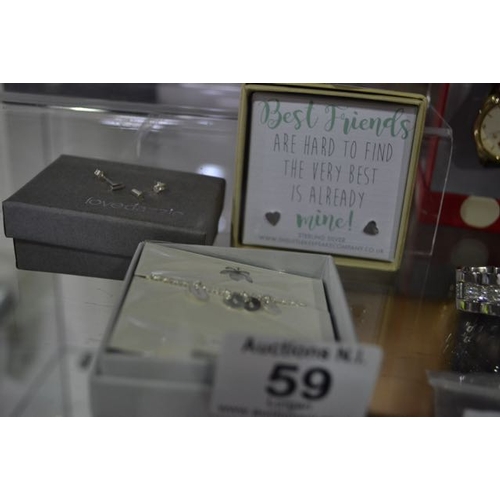 Best Friends
ARE HARD TO FIND
THE VERY BEST
IS ALREADY
mine!
STERLING SILVER
lovedazzle
Auctions N.I.
59